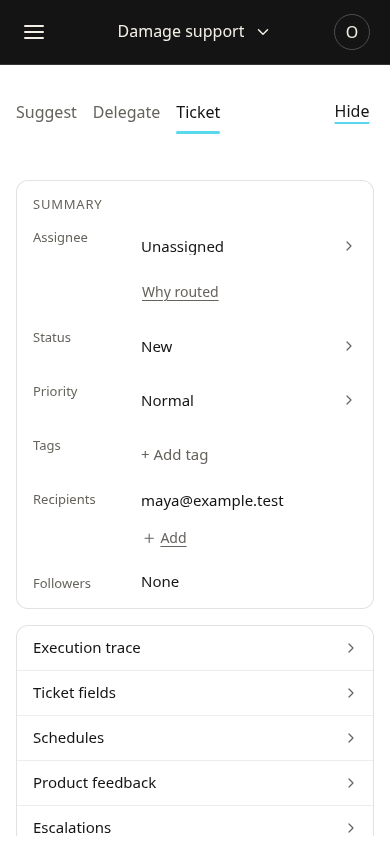 Damage support
O
Suggest Delegate Ticket Hide
SUMMARY
Assignee Unassigned
Why routed
Status New
Priority Normal
Tags + Add tag
Recipients maya@example.test
+ Add
Followers None
Execution trace
Ticket fields
Schedules
Product feedback
Escalations